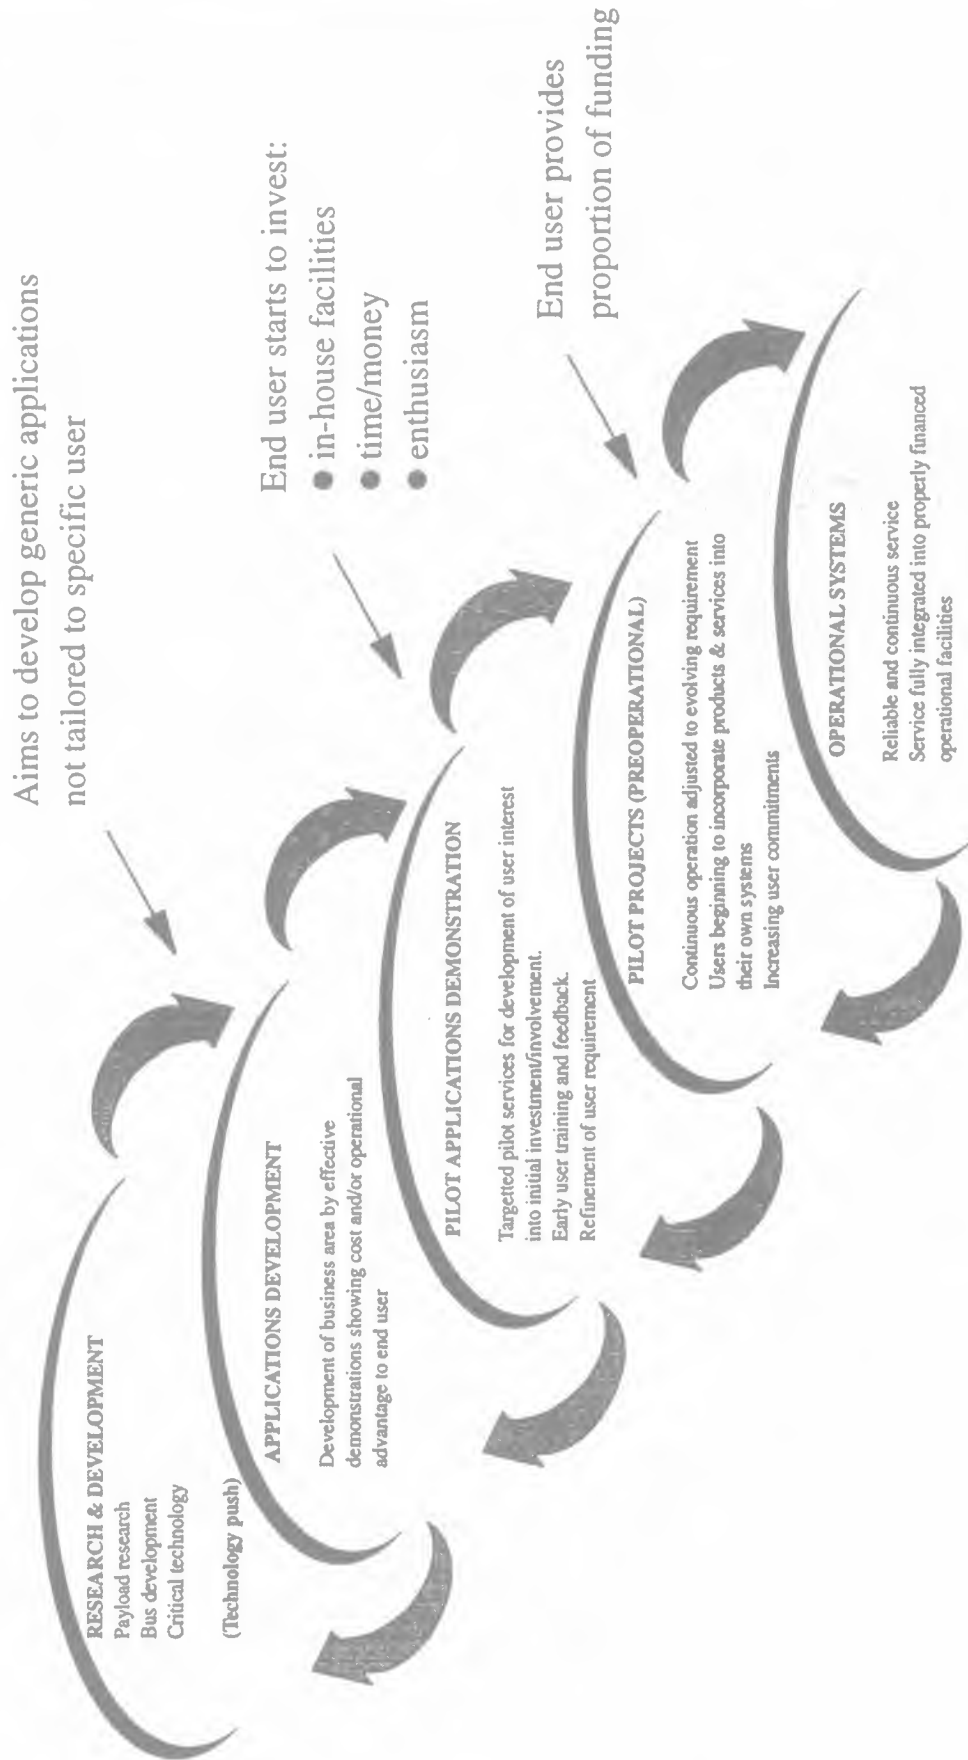 Aims to develop generic applications
not tailored to specific user
End user starts to invest:
● in-house facilities
● time/money
● enthusiasm
End user provides
proportion of funding
RESEARCH & DEVELOPMENT
Payload research
Bus development
Critical technology
(Technology push)
APPLICATIONS DEVELOPMENT
Development of business area by effective
demonstrations showing cost and/or operational
advantage to end user
PILOT APPLICATIONS DEMONSTRATION
Targetted pilot services for development of user interest
into initial investment/involvement.
Early user training and feedback.
Refinement of user requirement
PILOT PROJECTS (PREOPERATIONAL)
Continuous operation adjusted to evolving requirement
Users beginning to incorporate products & services into
their own systems
Increasing user commitments
OPERATIONAL SYSTEMS
Reliable and continuous service
Service fully integrated into properly financed
operational facilities